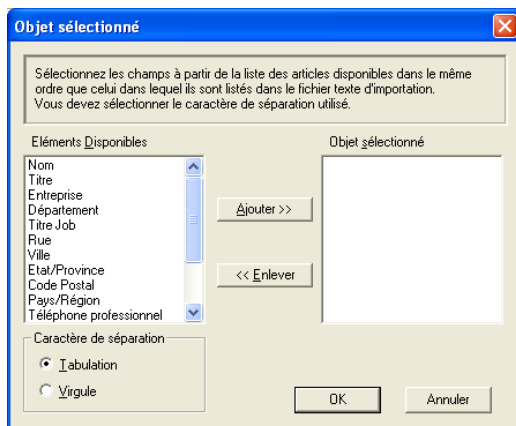 Objet sélectionné
Sélectionnez les champs à partir de la liste des articles disponibles dans le même
ordre que celui dans lequel ils sont listés dans le fichier texte d'importation.
Vous devez sélectionner le caractère de séparation utilisé.
Eléments Disponibles
Objet sélectionné
Nom
Titre
Entreprise
Département
Titre Job
Rue
Ville
Etat/Province
Code Postal
Pays/Région
Téléphone professionnel
Ajouter >>
<< Enlever
Caractère de séparation
Tabulation
Virgule
OK
Annuler